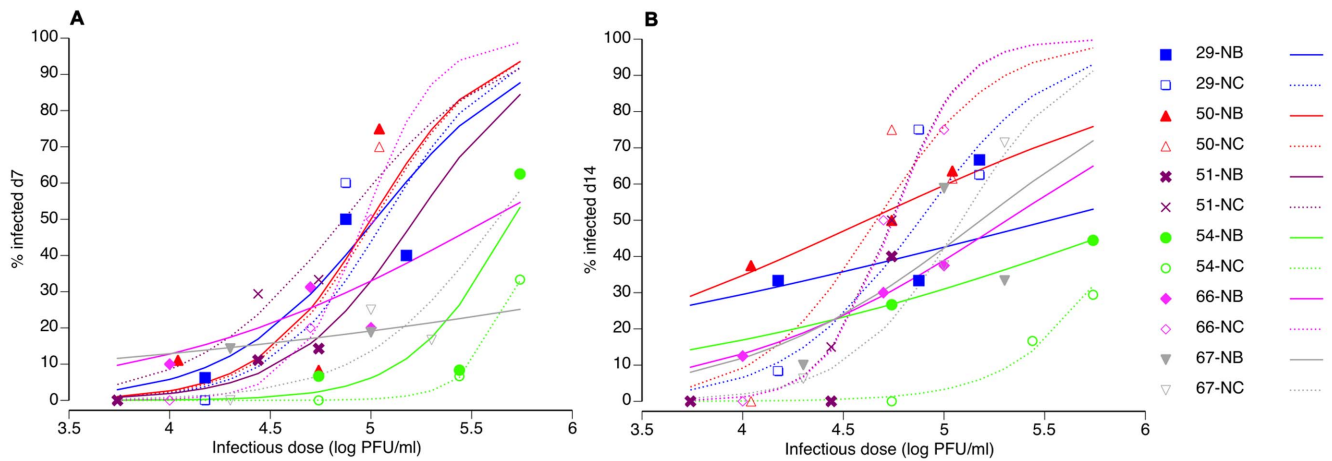 A
% infected d7
100
90
80
70
60
50
40
30
20
10
0
3.5 4 4.5 5 5.5 6
Infectious dose (log PFU/ml)
B
% infected d14
100
90
80
70
60
50
40
30
20
10
0
3.5 4 4.5 5 5.5 6
Infectious dose (log PFU/ml)
29-NB
29-NC
50-NB
50-NC
51-NB
51-NC
54-NB
54-NC
66-NB
66-NC
67-NB
67-NC